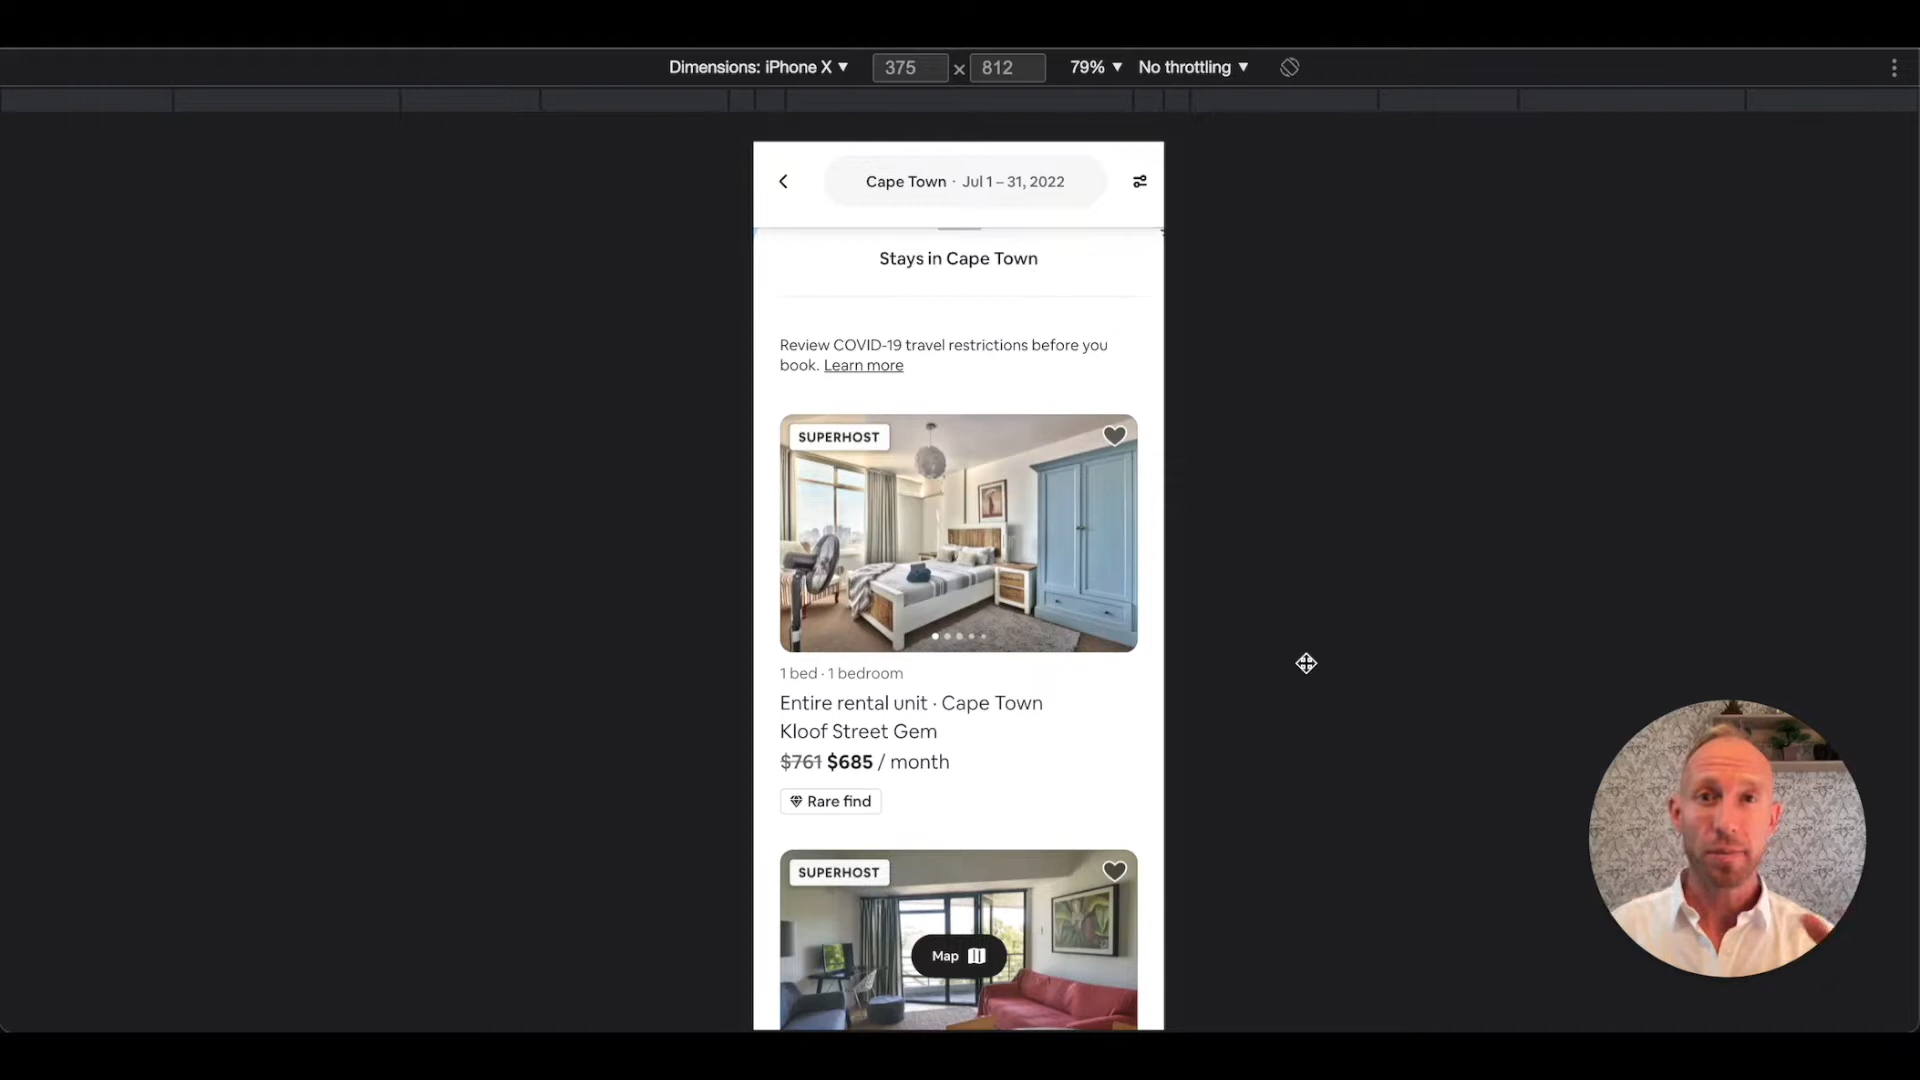 Dimensions: iPhone X ▼ 375 × 812 79% ▼ No throttling ▼
Cape Town · Jul 1 – 31, 2022
Stays in Cape Town
Review COVID-19 travel restrictions before you
book. Learn more
SUPERHOST
1 bed · 1 bedroom
Entire rental unit · Cape Town
Kloof Street Gem
$761 $685 / month
Rare find
SUPERHOST
Map